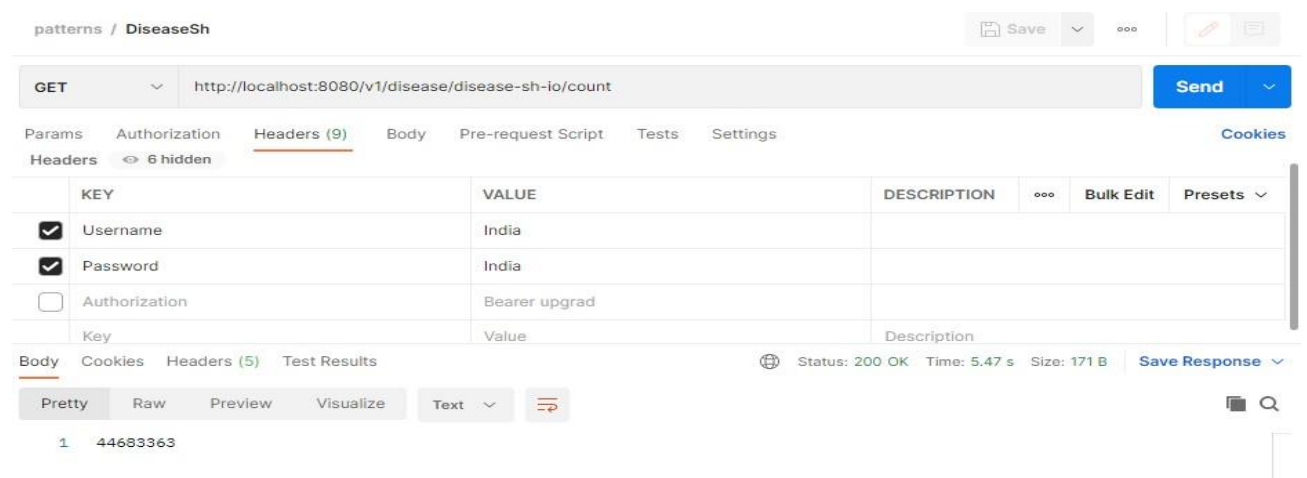 patterns / DiseaseSh Save ooo
GET http://localhost:8080/v1/disease/disease-sh-io/count Send
Params Authorization Headers (9) Body Pre-request Script Tests Settings Cookies
Headers 6 hidden
KEY VALUE DESCRIPTION ooo Bulk Edit Presets
Username India
Password India
Authorization Bearer upgrad
Key Value Description
Body Cookies Headers (5) Test Results Status: 200 OK Time: 5.47 s Size: 171 B Save Response
Pretty Raw Preview Visualize Text
1 44683363